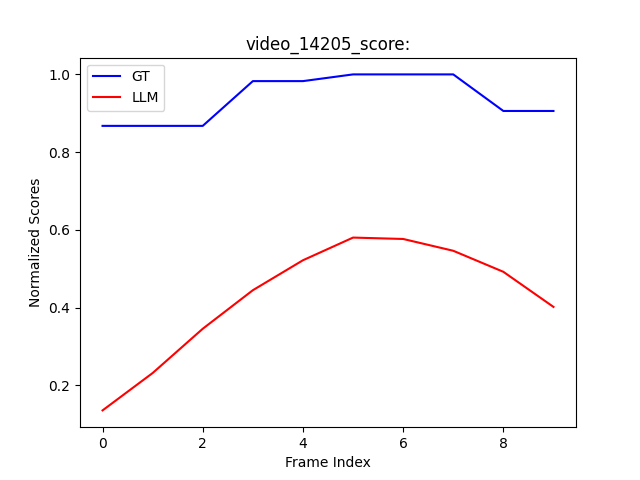 video_14205_score:
GT
LLM
Normalized Scores
1.0
0.8
0.6
0.4
0.2
0 2 4 6 8
Frame Index